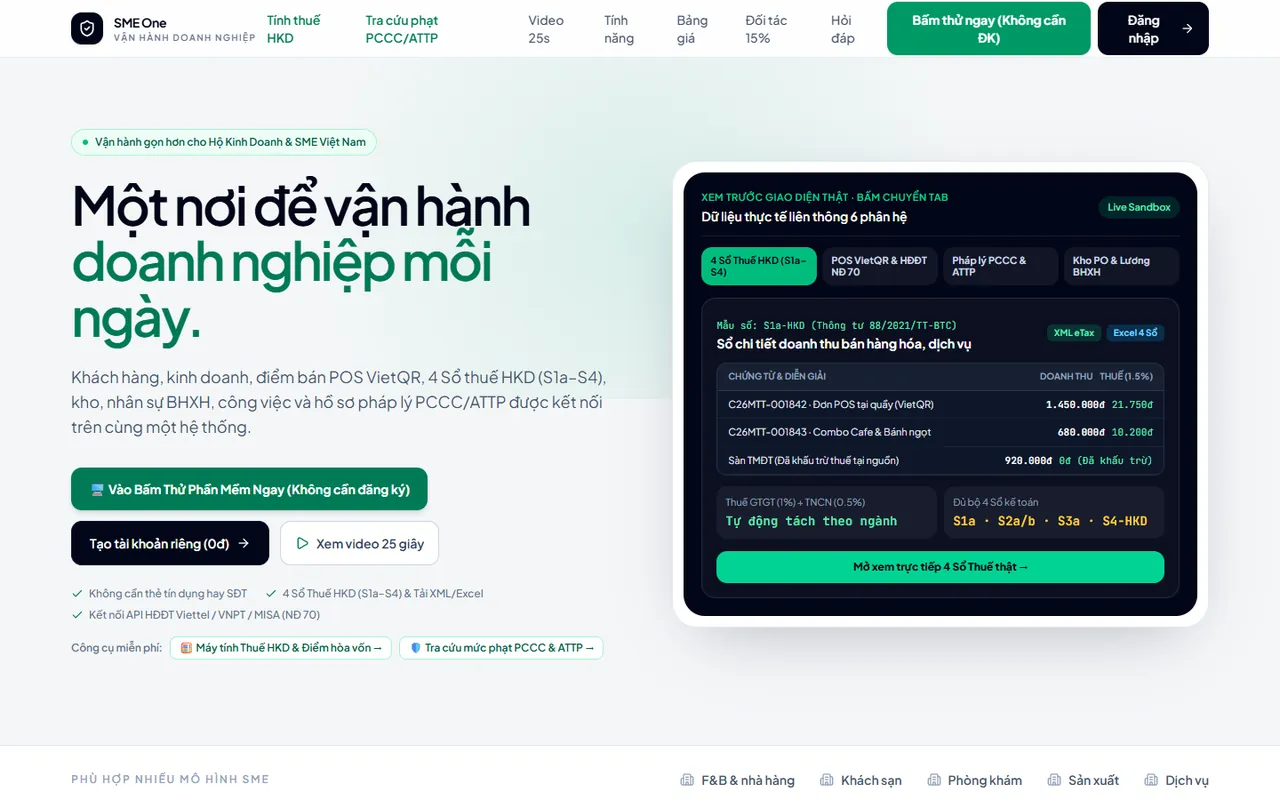 SME One
VẬN HÀNH DOANH NGHIỆP
Tính thuế
HKD
Tra cứu phạt
PCCC/ATTP
Video
25s
Tính
năng
Bảng
giá
Đối tác
15%
Hỏi
đáp
Bấm thử ngay (Không cần
ĐK)
Đăng
nhập →
Vận hành gọn hơn cho Hộ Kinh Doanh & SME Việt Nam
Một nơi để vận hành
doanh nghiệp mỗi
ngày.
Khách hàng, kinh doanh, điểm bán POS VietQR, 4 Sổ thuế HKD (S1a–S4),
kho, nhân sự BHXH, công việc và hồ sơ pháp lý PCCC/ATTP được kết nối
trên cùng một hệ thống.
Vào Bấm Thử Phần Mềm Ngay (Không cần đăng ký)
Tạo tài khoản riêng (0đ) →
Xem video 25 giây
Không cần thẻ tín dụng hay SĐT
4 Sổ Thuế HKD (S1a–S4) & Tải XML/Excel
Kết nối API HĐĐT Viettel / VNPT / MISA (NĐ 70)
Công cụ miễn phí:
Máy tính Thuế HKD & Điểm hòa vốn →
Tra cứu mức phạt PCCC & ATTP →
XEM TRƯỚC GIAO DIỆN THẬT · BẤM CHUYỂN TAB
Dữ liệu thực tế liên thông 6 phân hệ
Live Sandbox
4 Sổ Thuế HKD (S1a–
S4)
POS VietQR & HĐĐT
NĐ 70
Pháp lý PCCC &
ATTP
Kho PO & Lương
BHXH
Mẫu số: S1a-HKD (Thông tư 88/2021/TT-BTC)
Sổ chi tiết doanh thu bán hàng hóa, dịch vụ
XML eTax
Excel 4 Sổ
CHỨNG TỪ & DIỄN GIẢI DOANH THU THUẾ (1.5%)
C26MTT-001842 · Đơn POS tại quầy (VietQR) 1.450.000đ 21.750đ
C26MTT-001843 · Combo Cafe & Bánh ngọt 680.000đ 10.200đ
Sàn TMĐT (Đã khấu trừ thuế tại nguồn) 920.000đ 0đ (Đã khấu trừ)
Thuế GTGT (1%) + TNCN (0.5%)
Tự động tách theo ngành
Đủ bộ 4 Sổ kế toán
S1a · S2a/b · S3a · S4-HKD
Mở xem trực tiếp 4 Sổ Thuế thật →
PHÙ HỢP NHIỀU MÔ HÌNH SME
F&B & nhà hàng
Khách sạn
Phòng khám
Sản xuất
Dịch vụ